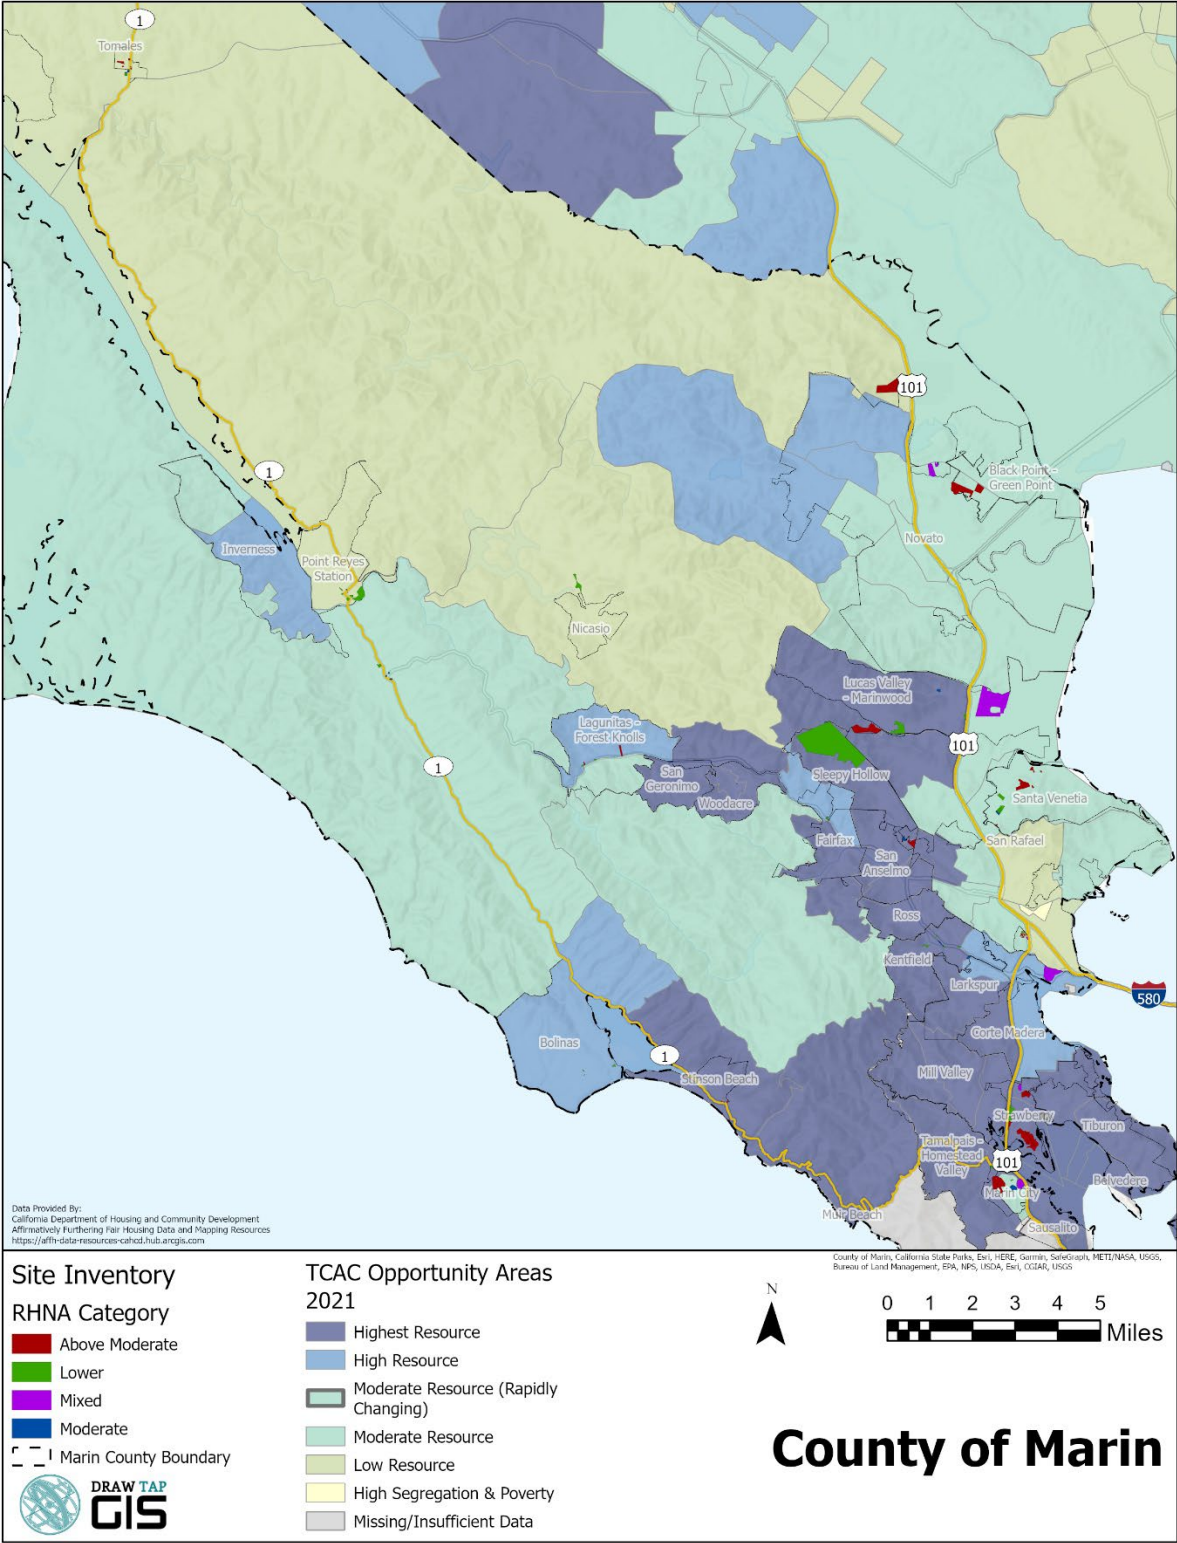 1
Tomales
101
Black Point -
Green Point
1
Novato
Inverness
Point Reyes
Station
Nicasio
Lucas Valley
- Marinwood
Lagunitas -
Forest Knolls
101
1
San
Geronimo
Sleepy Hollow
Woodacre
Santa Venetia
Fairfax
San Rafael
San
Anselmo
Ross
Kentfield
Larkspur
580
Bolinas
Corte Madera
1
Stinson Beach
Mill Valley
Strawberry
Tiburon
Tamalpais -
Homestead
Valley
101
Belvedere
Marin City
Muir Beach
Sausalito
Data Provided By:
California Department of Housing and Community Development
Affirmatively Furthering Fair Housing Data and Mapping Resources
https://affh-data-resources-cahcd.hub.arcgis.com
County of Marin, California State Parks, Esri, HERE, Garmin, SafeGraph, METI/NASA, USGS,
Bureau of Land Management, EPA, NPS, USDA, Esri, CGIAR, USGS
Site Inventory
RHNA Category
Above Moderate
Lower
Mixed
Moderate
Marin County Boundary
DRAW TAP
GIS
TCAC Opportunity Areas
2021
Highest Resource
High Resource
Moderate Resource (Rapidly
Changing)
Moderate Resource
Low Resource
High Segregation & Poverty
Missing/Insufficient Data
N
0 1 2 3 4 5
Miles
County of Marin